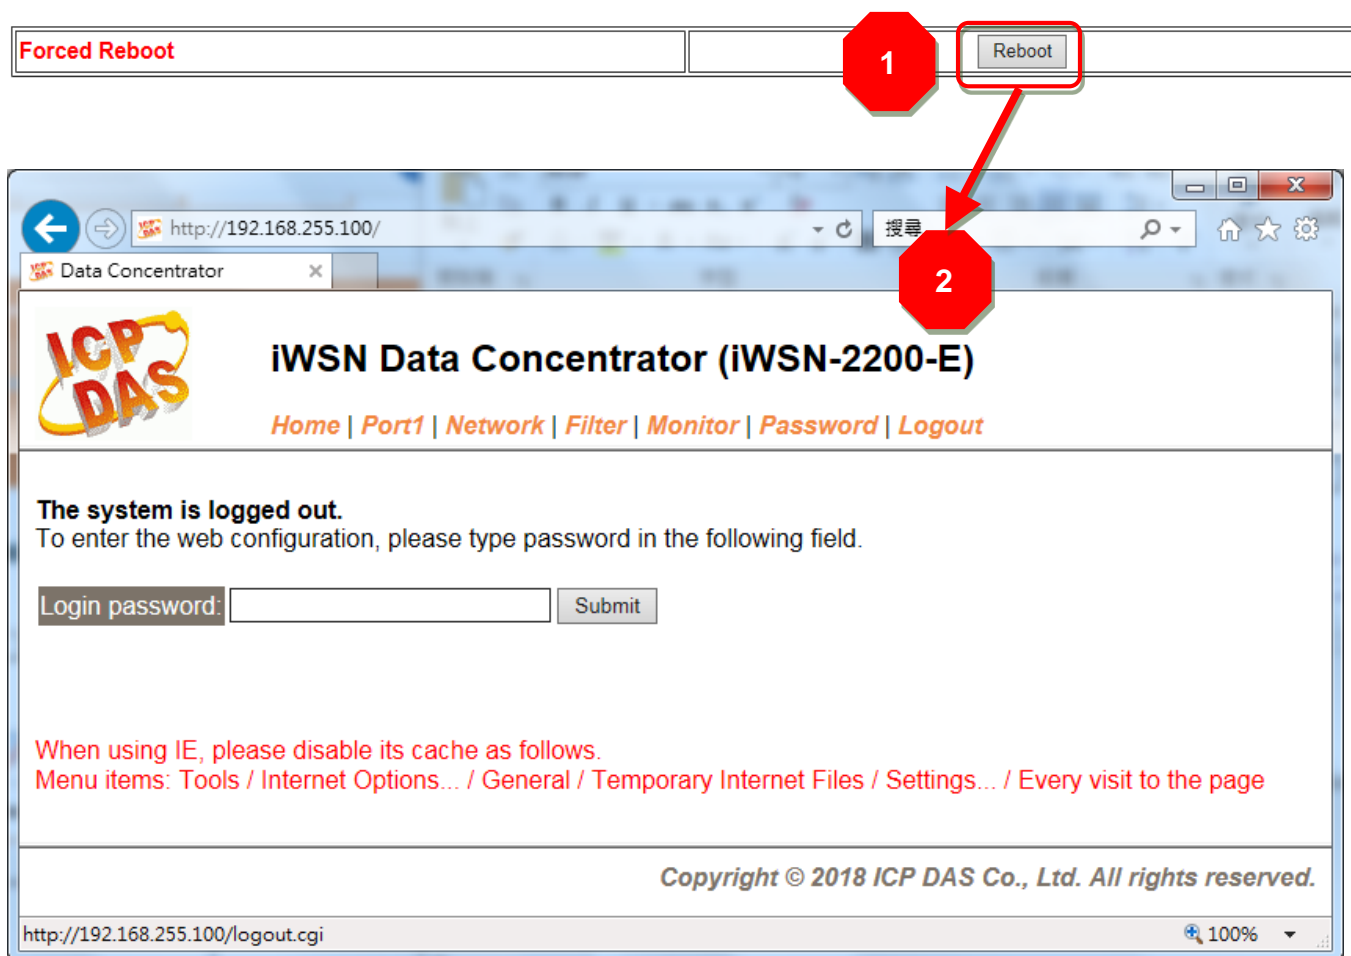 Forced Reboot
1
Reboot
http://192.168.255.100/
搜尋
Data Concentrator
2
ICP DAS
iWSN Data Concentrator (iWSN-2200-E)
Home | Port1 | Network | Filter | Monitor | Password | Logout
The system is logged out.
To enter the web configuration, please type password in the following field.
Login password:
Submit
When using IE, please disable its cache as follows.
Menu items: Tools / Internet Options... / General / Temporary Internet Files / Settings... / Every visit to the page
Copyright © 2018 ICP DAS Co., Ltd. All rights reserved.
http://192.168.255.100/logout.cgi
100%